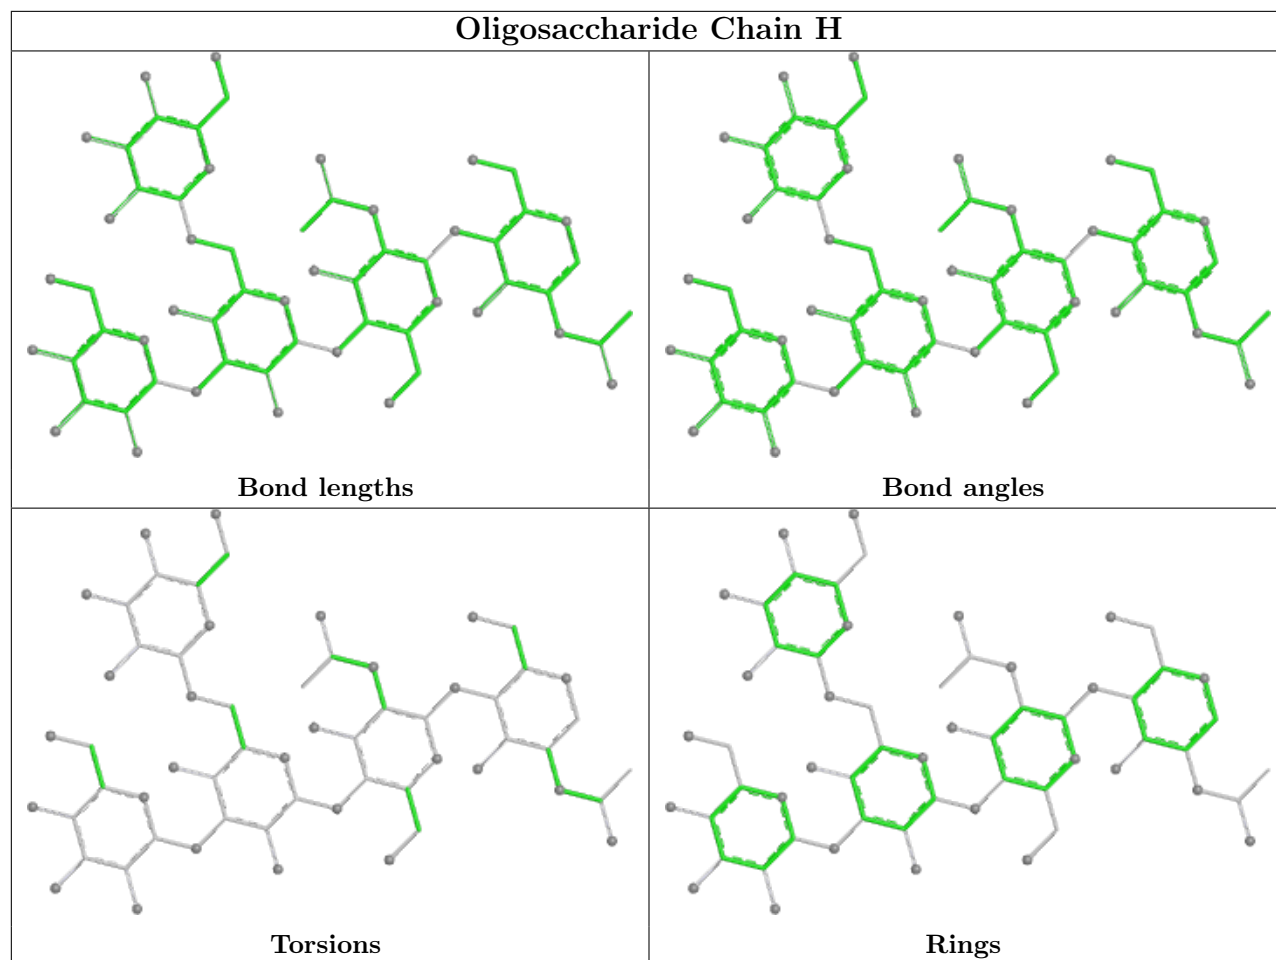 Oligosaccharide Chain H
Bond lengths
Bond angles
Torsions
Rings